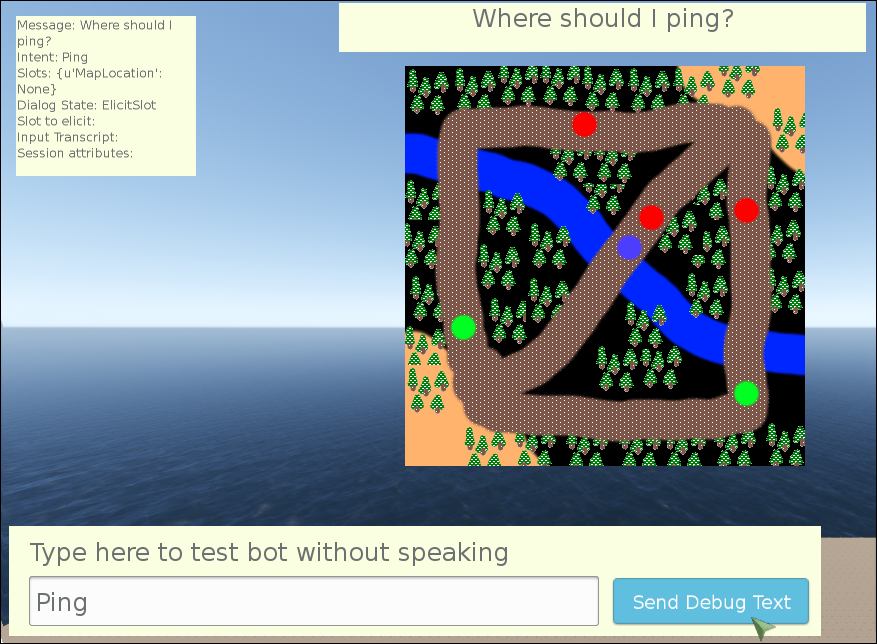 Message: Where should I
ping?
Intent: Ping
Slots: {u'MapLocation':
None}
Dialog State: ElicitSlot
Slot to elicit:
Input Transcript:
Session attributes:
Where should I ping?
Type here to test bot without speaking
Ping
Send Debug Text